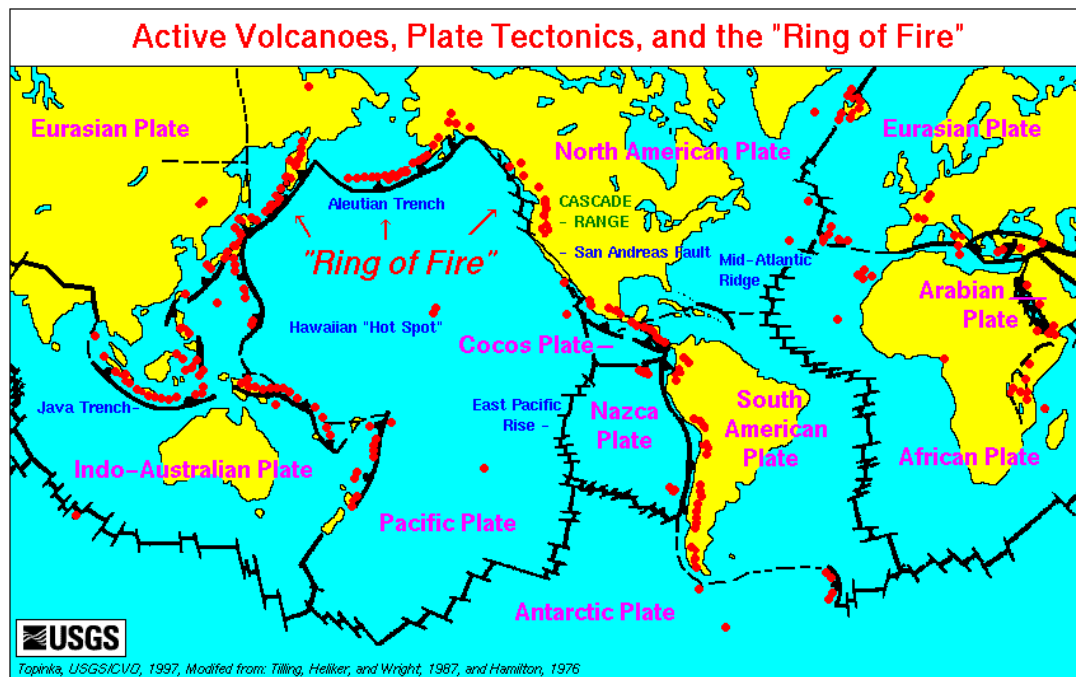 Active Volcanoes, Plate Tectonics, and the "Ring of Fire"
Eurasian Plate
North American Plate
Eurasian Plate
Aleutian Trench
CASCADE
- RANGE
"Ring of Fire"
- San Andreas Fault
Mid-Atlantic
Ridge
Arabian
Plate
Hawaiian "Hot Spot"
Cocos Plate
Java Trench-
East Pacific
Rise -
Nazca
Plate
South
American
Plate
Indo-Australian Plate
African Plate
Pacific Plate
Antarctic Plate
USGS
Topinka, USGS/CVO, 1997, Modifed from: Tilling, Heliker, and Wright, 1987, and Hamilton, 1976